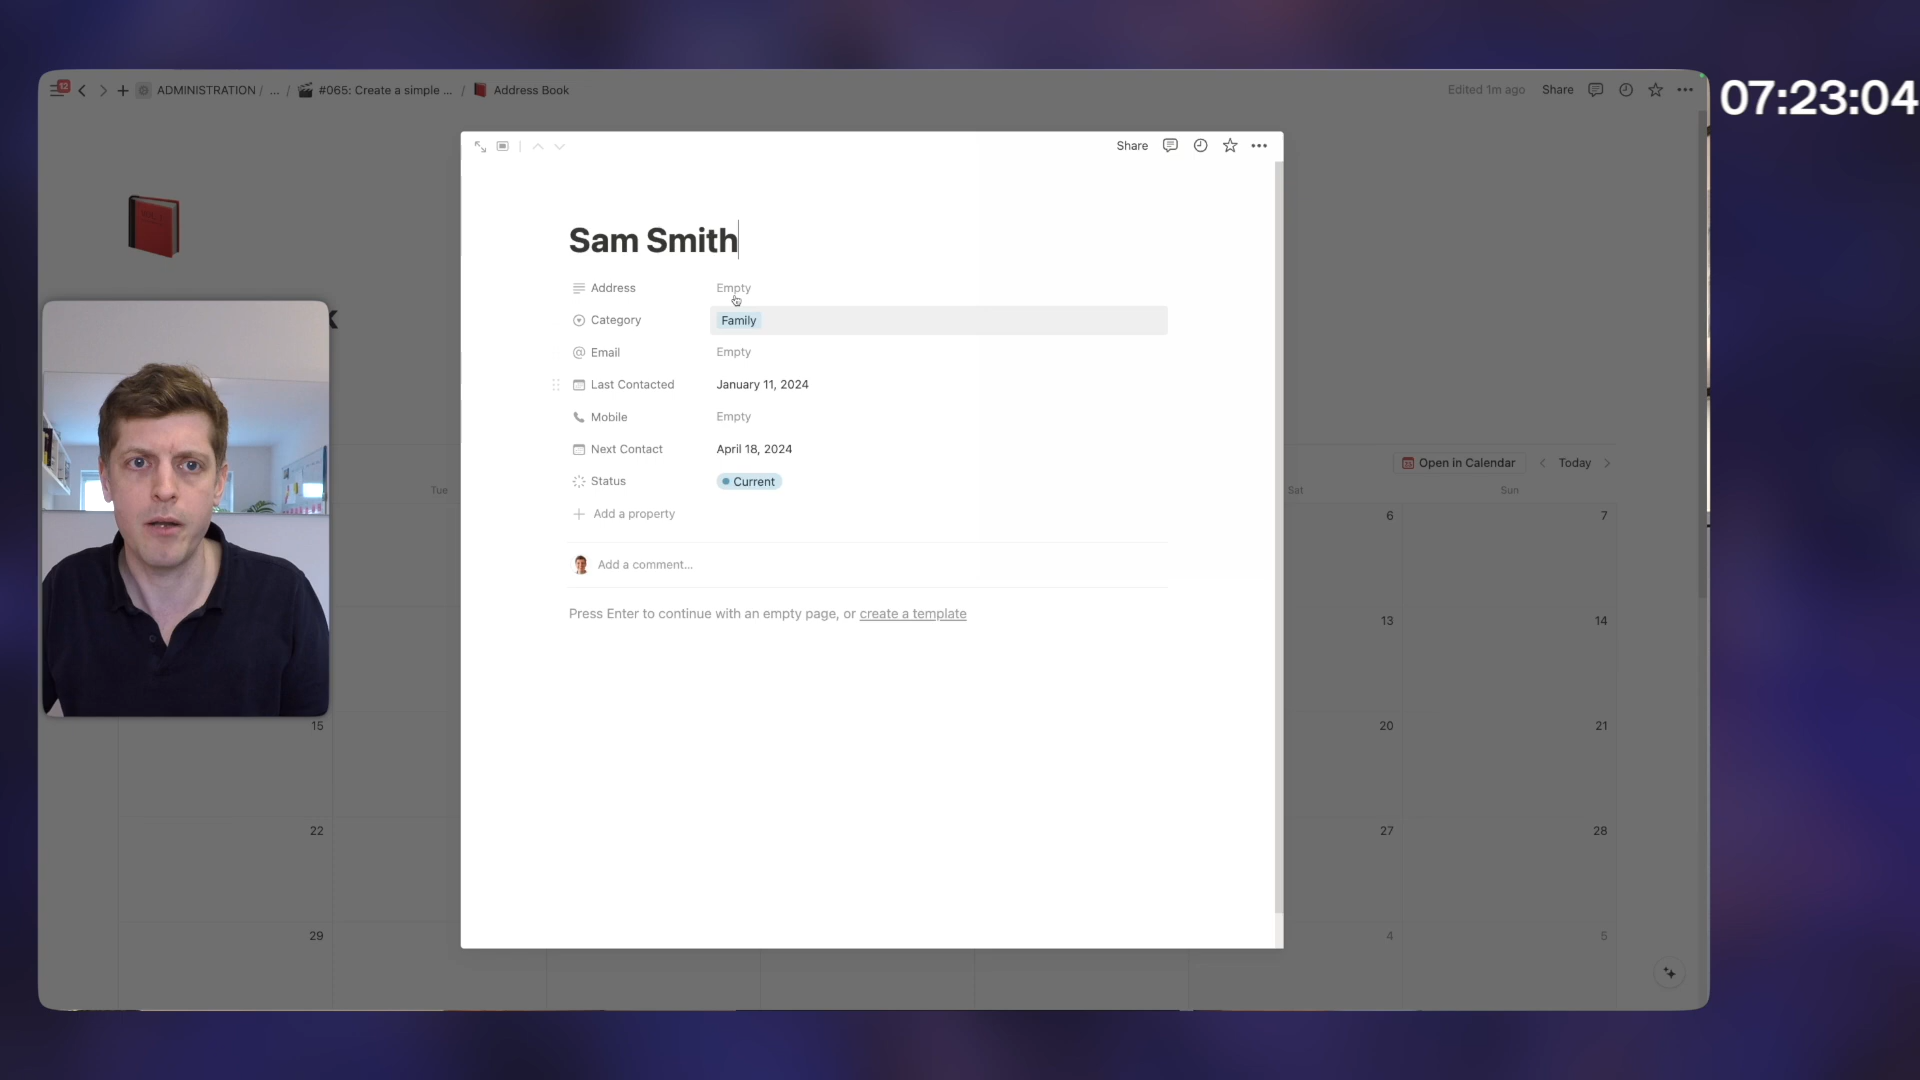 12 ADMINISTRATION / ... / #065: Create a simple ... / Address Book Edited 1m ago Share
07:23:04
Share
Sam Smith
Address Empty
Category Family
Email Empty
Last Contacted January 11, 2024
Mobile Empty
Next Contact April 18, 2024
Status Current
Add a property
Add a comment...
Press Enter to continue with an empty page, or create a template
Open in Calendar Today
Tue Sat Sun
6 7
13 14
15 20 21
22 27 28
29 4 5